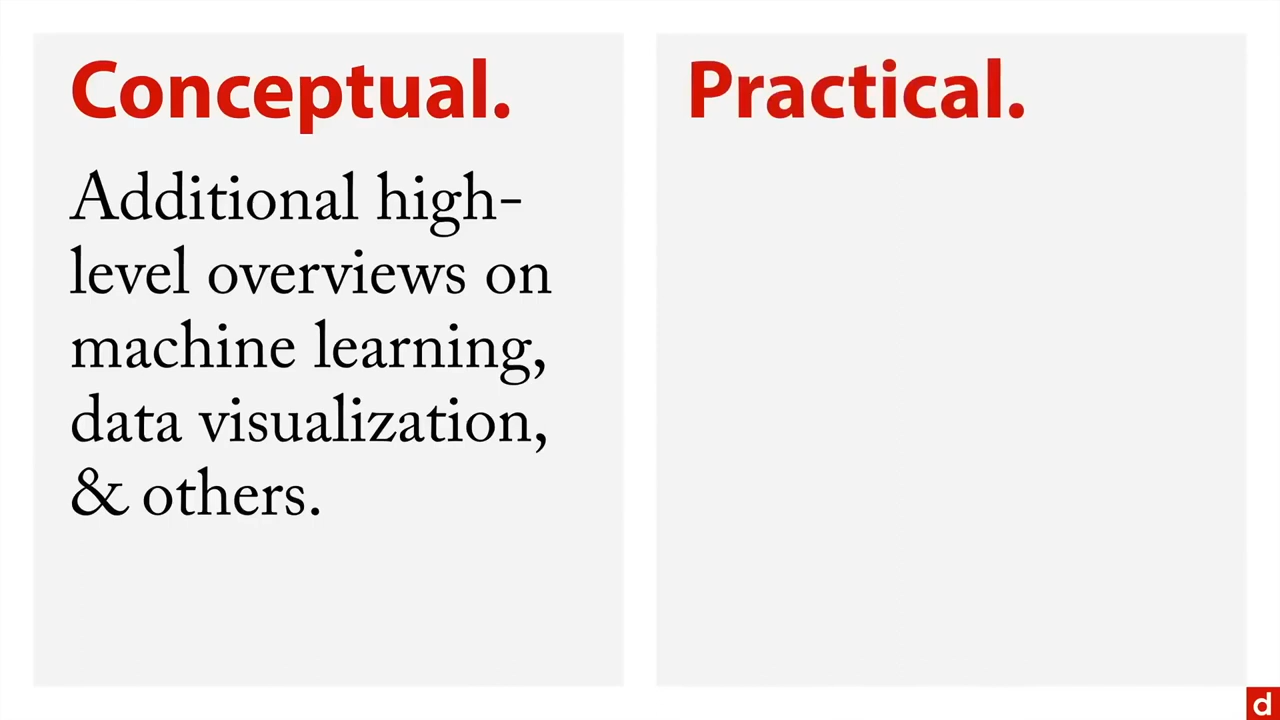 Conceptual.
Additional high-
level overviews on
machine learning,
data visualization,
& others.
Practical.
d